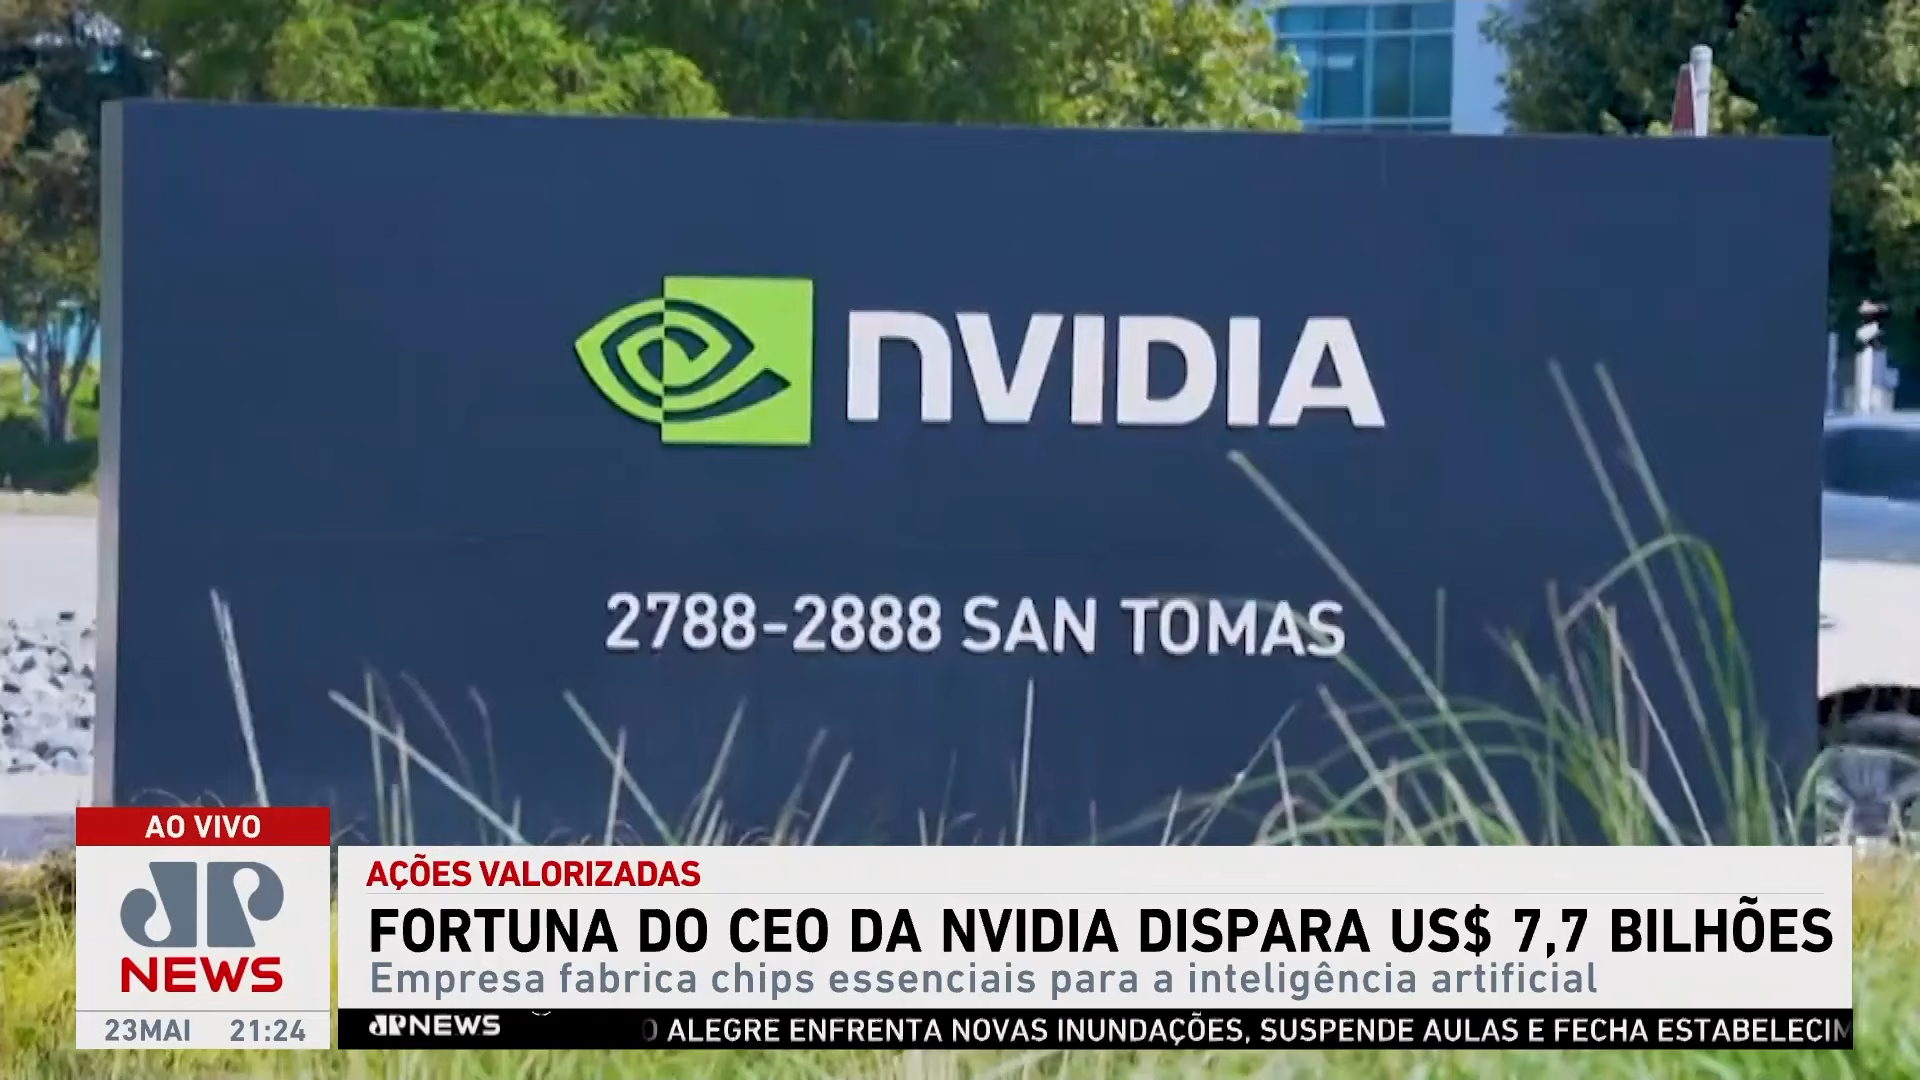 NVIDIA
2788-2888 SAN TOMAS
AO VIVO
JP
NEWS
23MAI 21:24
AÇÕES VALORIZADAS
FORTUNA DO CEO DA NVIDIA DISPARA US$ 7,7 BILHÕES
Empresa fabrica chips essenciais para a inteligência artificial
JPNEWS
ALEGRE ENFRENTA NOVAS INUNDAÇÕES, SUSPENDE AULAS E FECHA